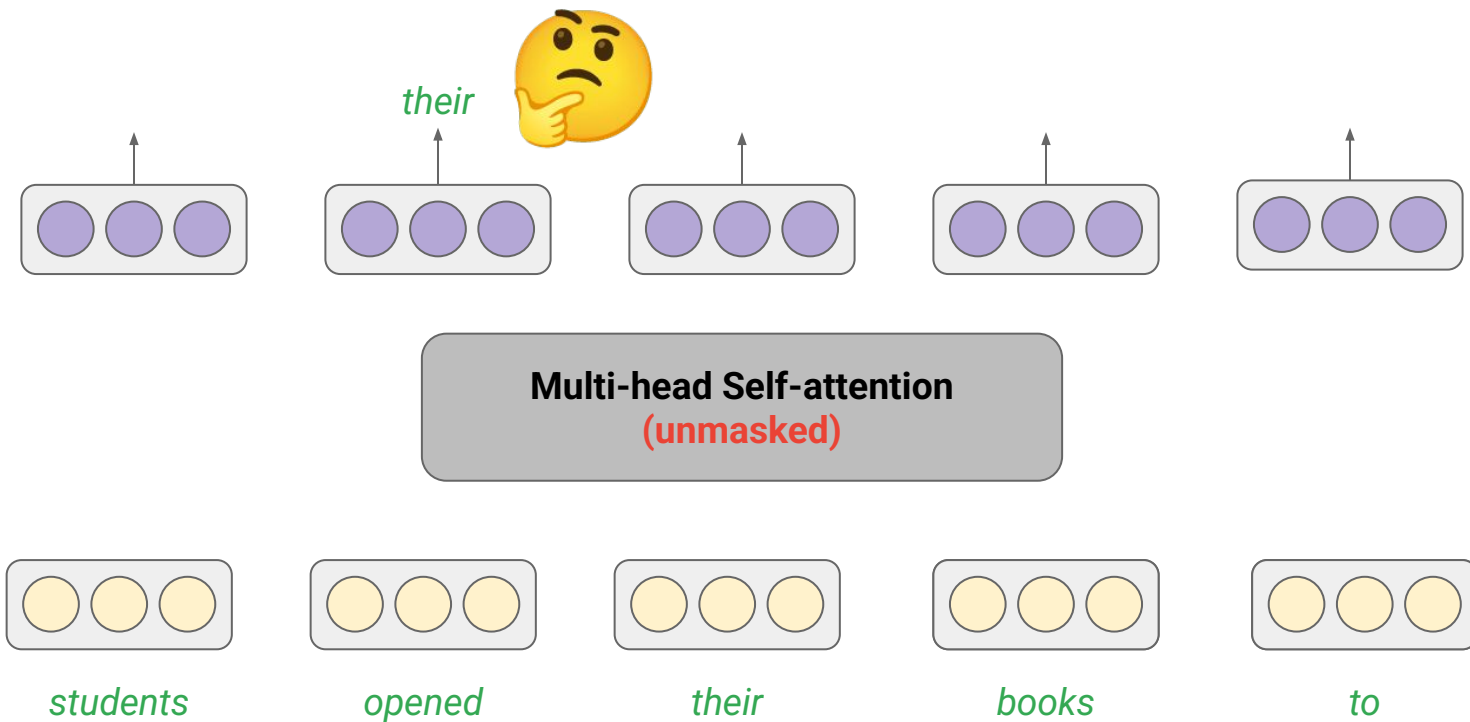 their
Multi-head Self-attention
(unmasked)
students opened their books to